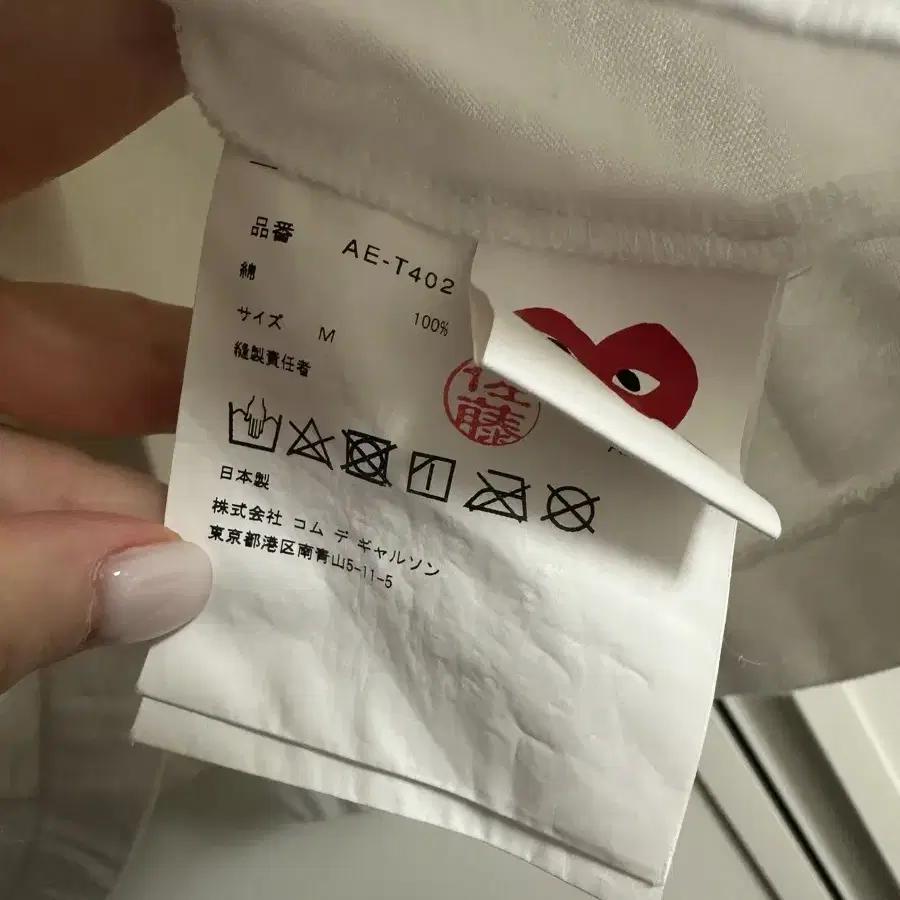 品番 AE-T402
綿 100%
サイズ M
縫製責任者
佐藤
日本製
株式会社 コム デ ギャルソン
東京都港区南青山5-11-5